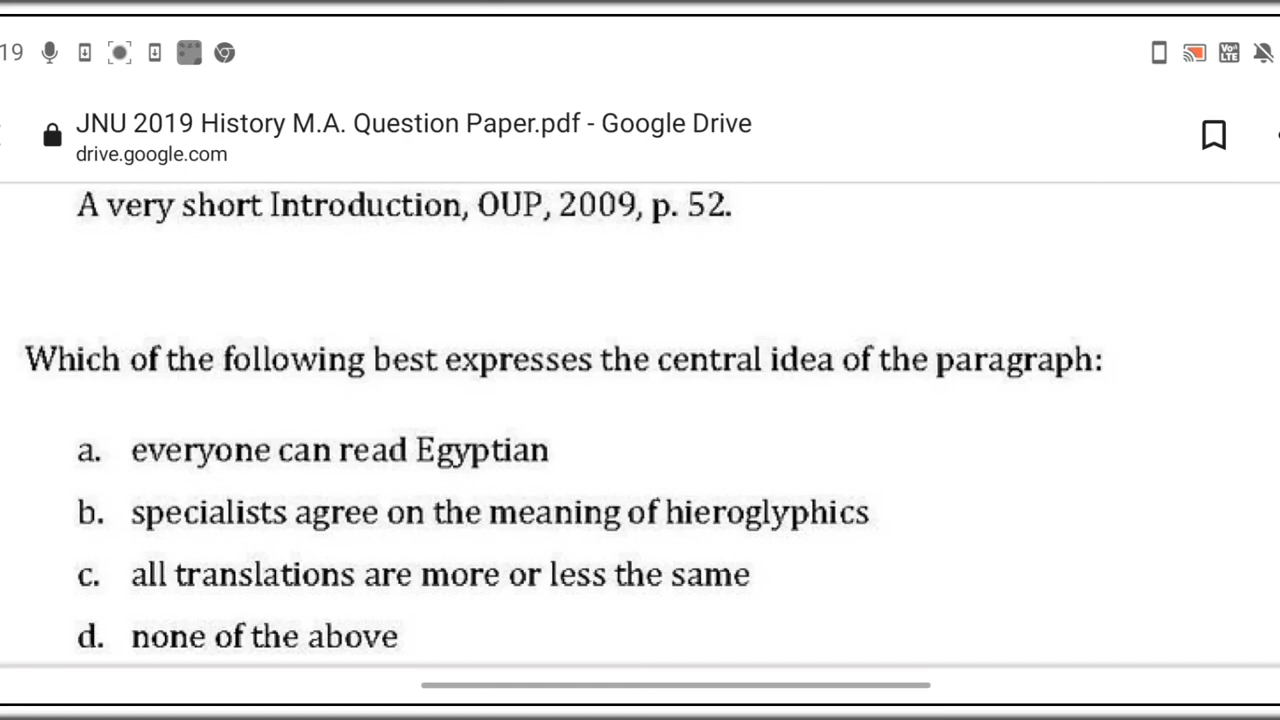 19
JNU 2019 History M.A. Question Paper.pdf - Google Drive
drive.google.com
A very short Introduction, OUP, 2009, p. 52.
Which of the following best expresses the central idea of the paragraph:
a. everyone can read Egyptian
b. specialists agree on the meaning of hieroglyphics
c. all translations are more or less the same
d. none of the above